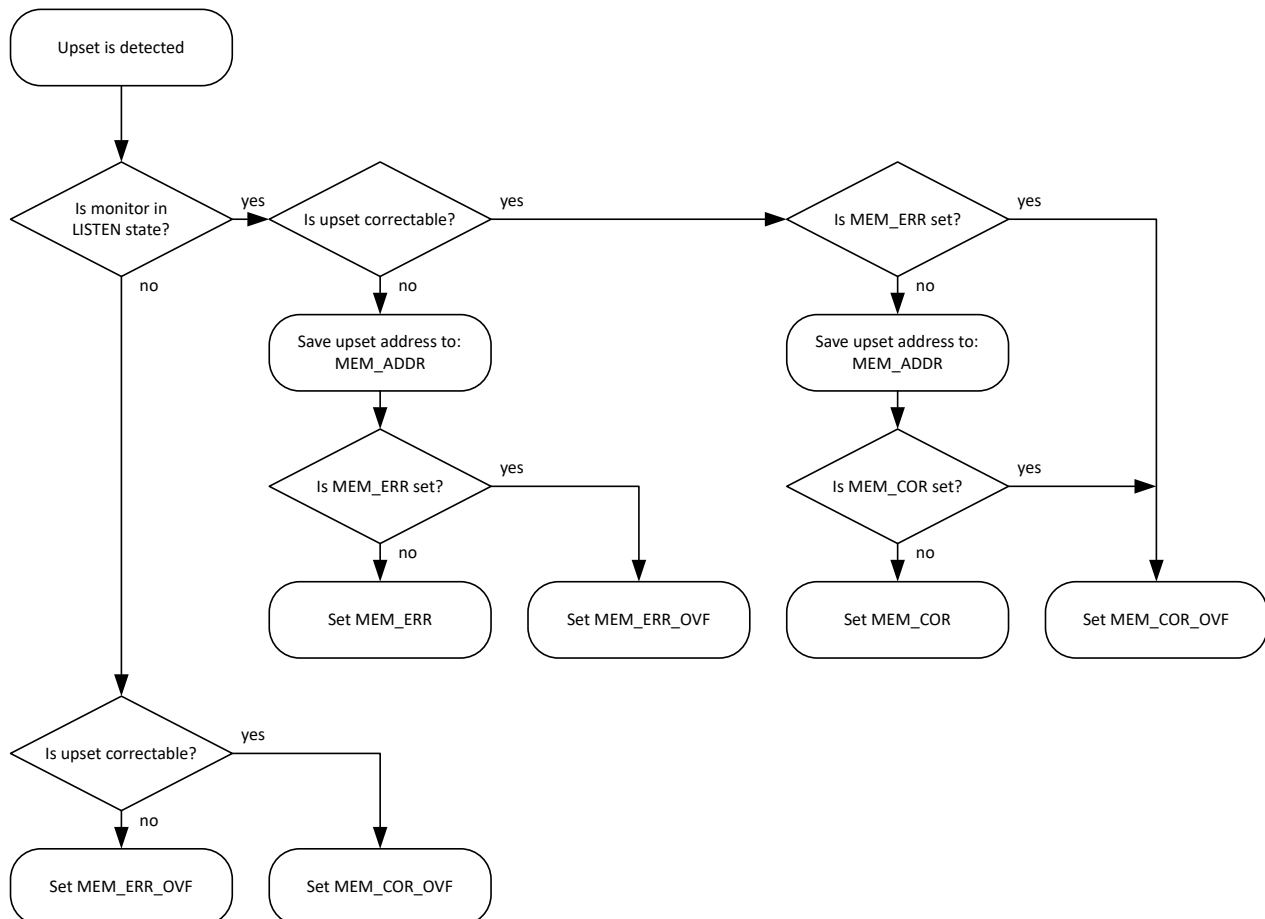 Upset is detected
Is monitor in
LISTEN state?
yes
no
Is upset correctable?
yes
no
Is MEM_ERR set?
yes
no
Save upset address to:
MEM_ADDR
Save upset address to:
MEM_ADDR
Is MEM_ERR set?
yes
no
Is MEM_COR set?
yes
no
Set MEM_ERR
Set MEM_ERR_OVF
Set MEM_COR
Set MEM_COR_OVF
Is upset correctable?
yes
no
Set MEM_ERR_OVF
Set MEM_COR_OVF